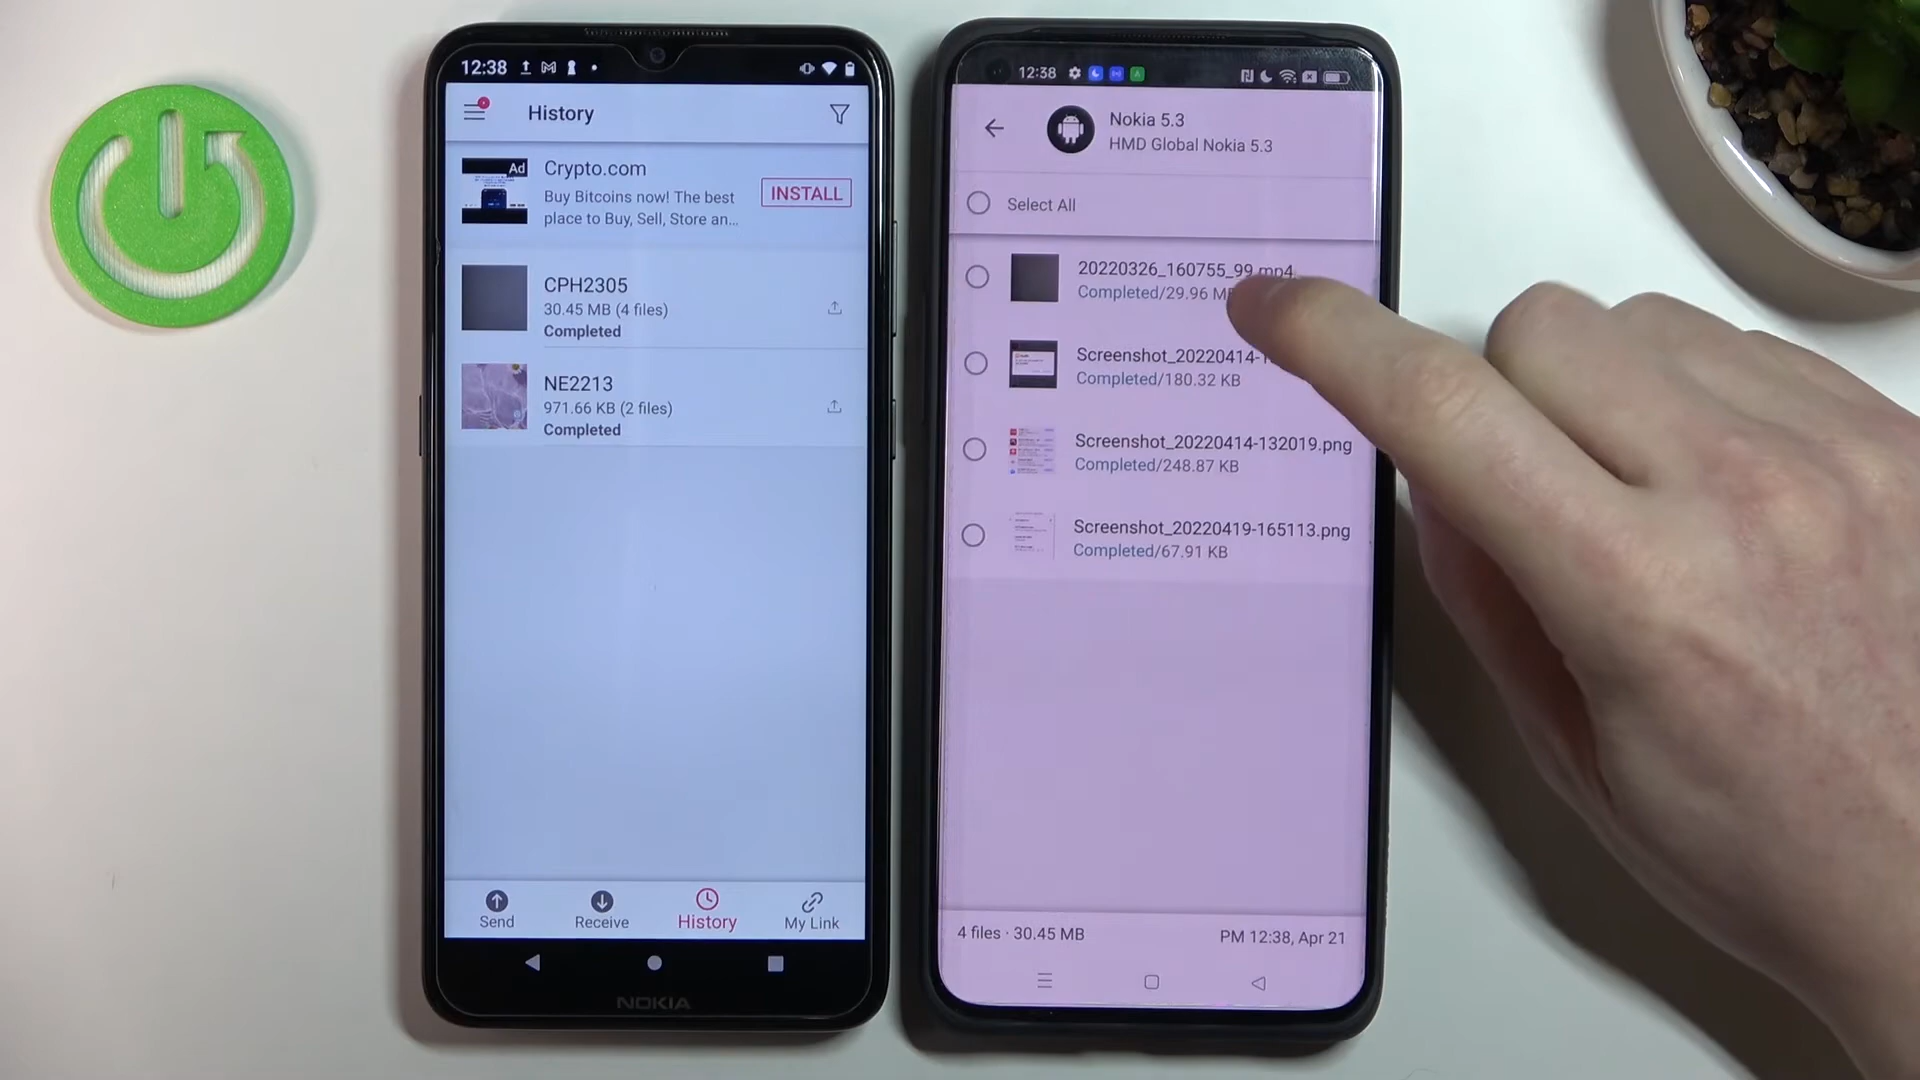 12:38
History
Ad
Crypto.com
Buy Bitcoins now! The best
place to Buy, Sell, Store an...
INSTALL
CPH2305
30.45 MB (4 files)
Completed
NE2213
971.66 KB (2 files)
Completed
Send
Receive
History
My Link
NOKIA
12:38
Nokia 5.3
HMD Global Nokia 5.3
Select All
20220326_160755_99.mp4
Completed/29.96
Screenshot_20220414-
Completed/180.32 KB
Screenshot_20220414-132019.png
Completed/248.87 KB
Screenshot_20220419-165113.png
Completed/67.91 KB
4 files · 30.45 MB
PM 12:38, Apr 21